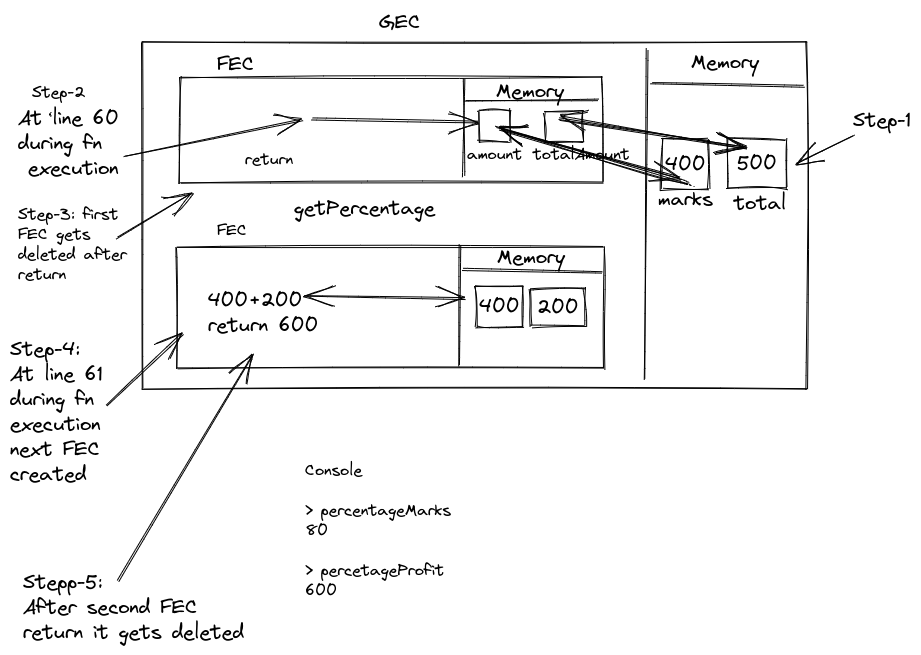 GEC
FEC
Memory
amount totalAmount
return
Memory
400 500
marks total
Step-1
Step-2
At line 60
during fn
execution
Step-3: first
FEC gets
deleted after
return
getPercentage
FEC
Memory
400 200
400+200
return 600
Step-4:
At line 61
during fn
execution
next FEC
created
Stepp-5:
After second FEC
return it gets deleted
Console
> percentageMarks
80
> percetageProfit
600